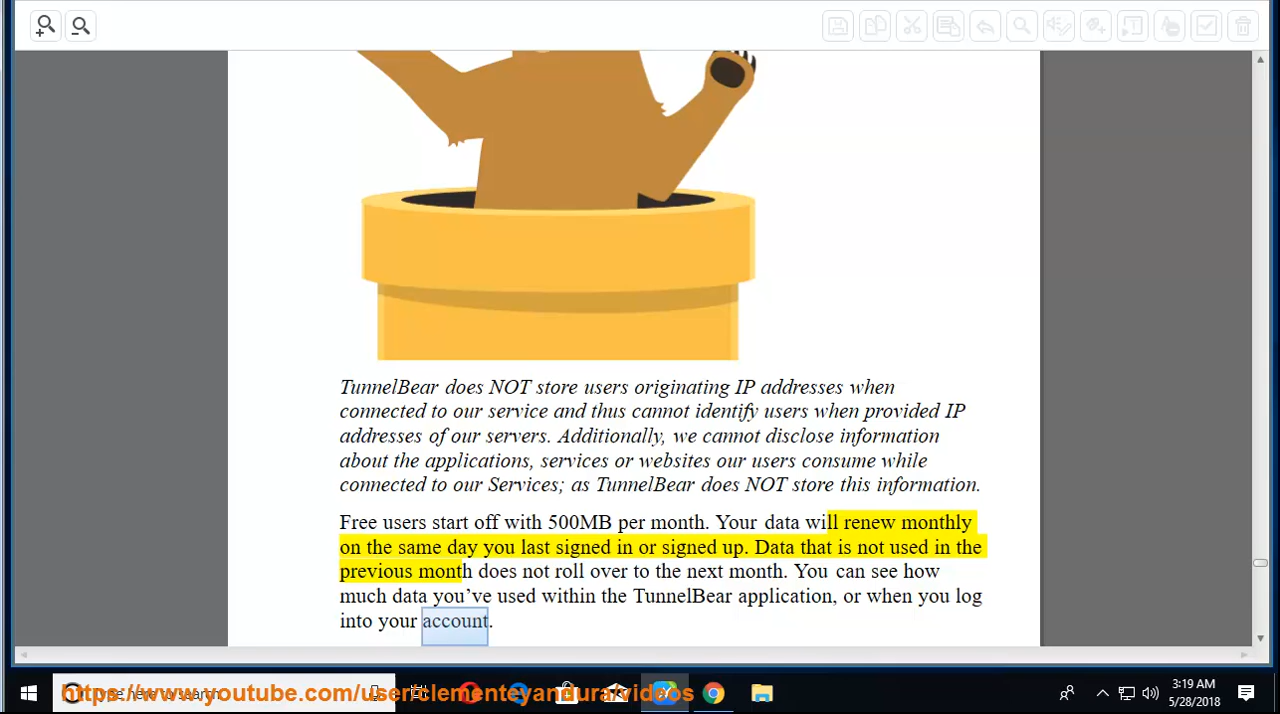 TunnelBear does NOT store users originating IP addresses when
connected to our service and thus cannot identify users when provided IP
addresses of our servers. Additionally, we cannot disclose information
about the applications, services or websites our users consume while
connected to our Services; as TunnelBear does NOT store this information.
Free users start off with 500MB per month. Your data will renew monthly
on the same day you last signed in or signed up. Data that is not used in the
previous month does not roll over to the next month. You can see how
much data you’ve used within the TunnelBear application, or when you log
into your account.
Type here to search
https://www.youtube.com/user/clementeyandura/videos
3:19 AM
5/28/2018